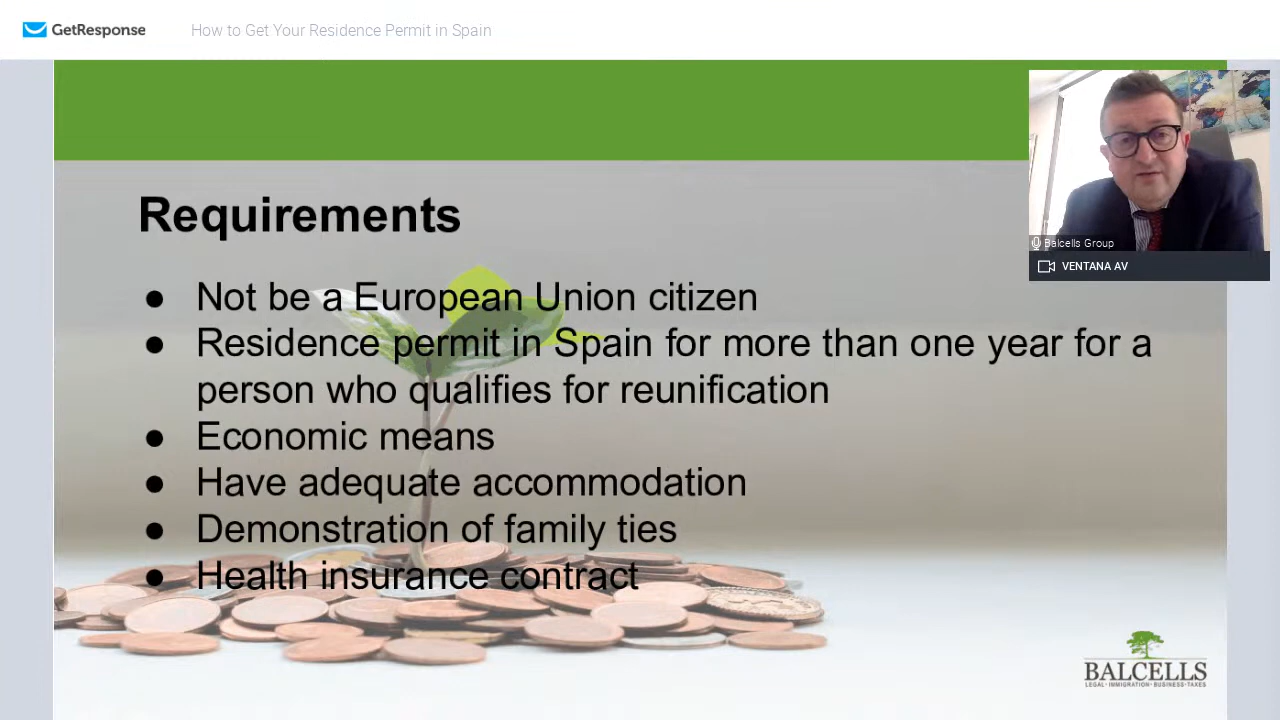 GetResponse
How to Get Your Residence Permit in Spain
Balcells Group
VENTANA AV
Requirements
● Not be a European Union citizen
● Residence permit in Spain for more than one year for a
person who qualifies for reunification
● Economic means
● Have adequate accommodation
● Demonstration of family ties
● Health insurance contract
BALCELLS
LEGAL · IMMIGRATION · BUSINESS · TAXES